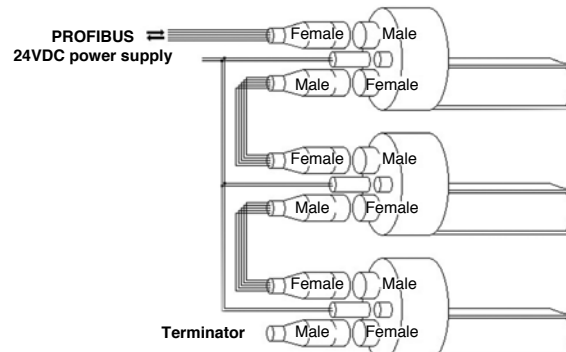 PROFIBUS
24VDC power supply
Female Male
Male Female
Female Male
Male Female
Female Male
Terminator Male Female